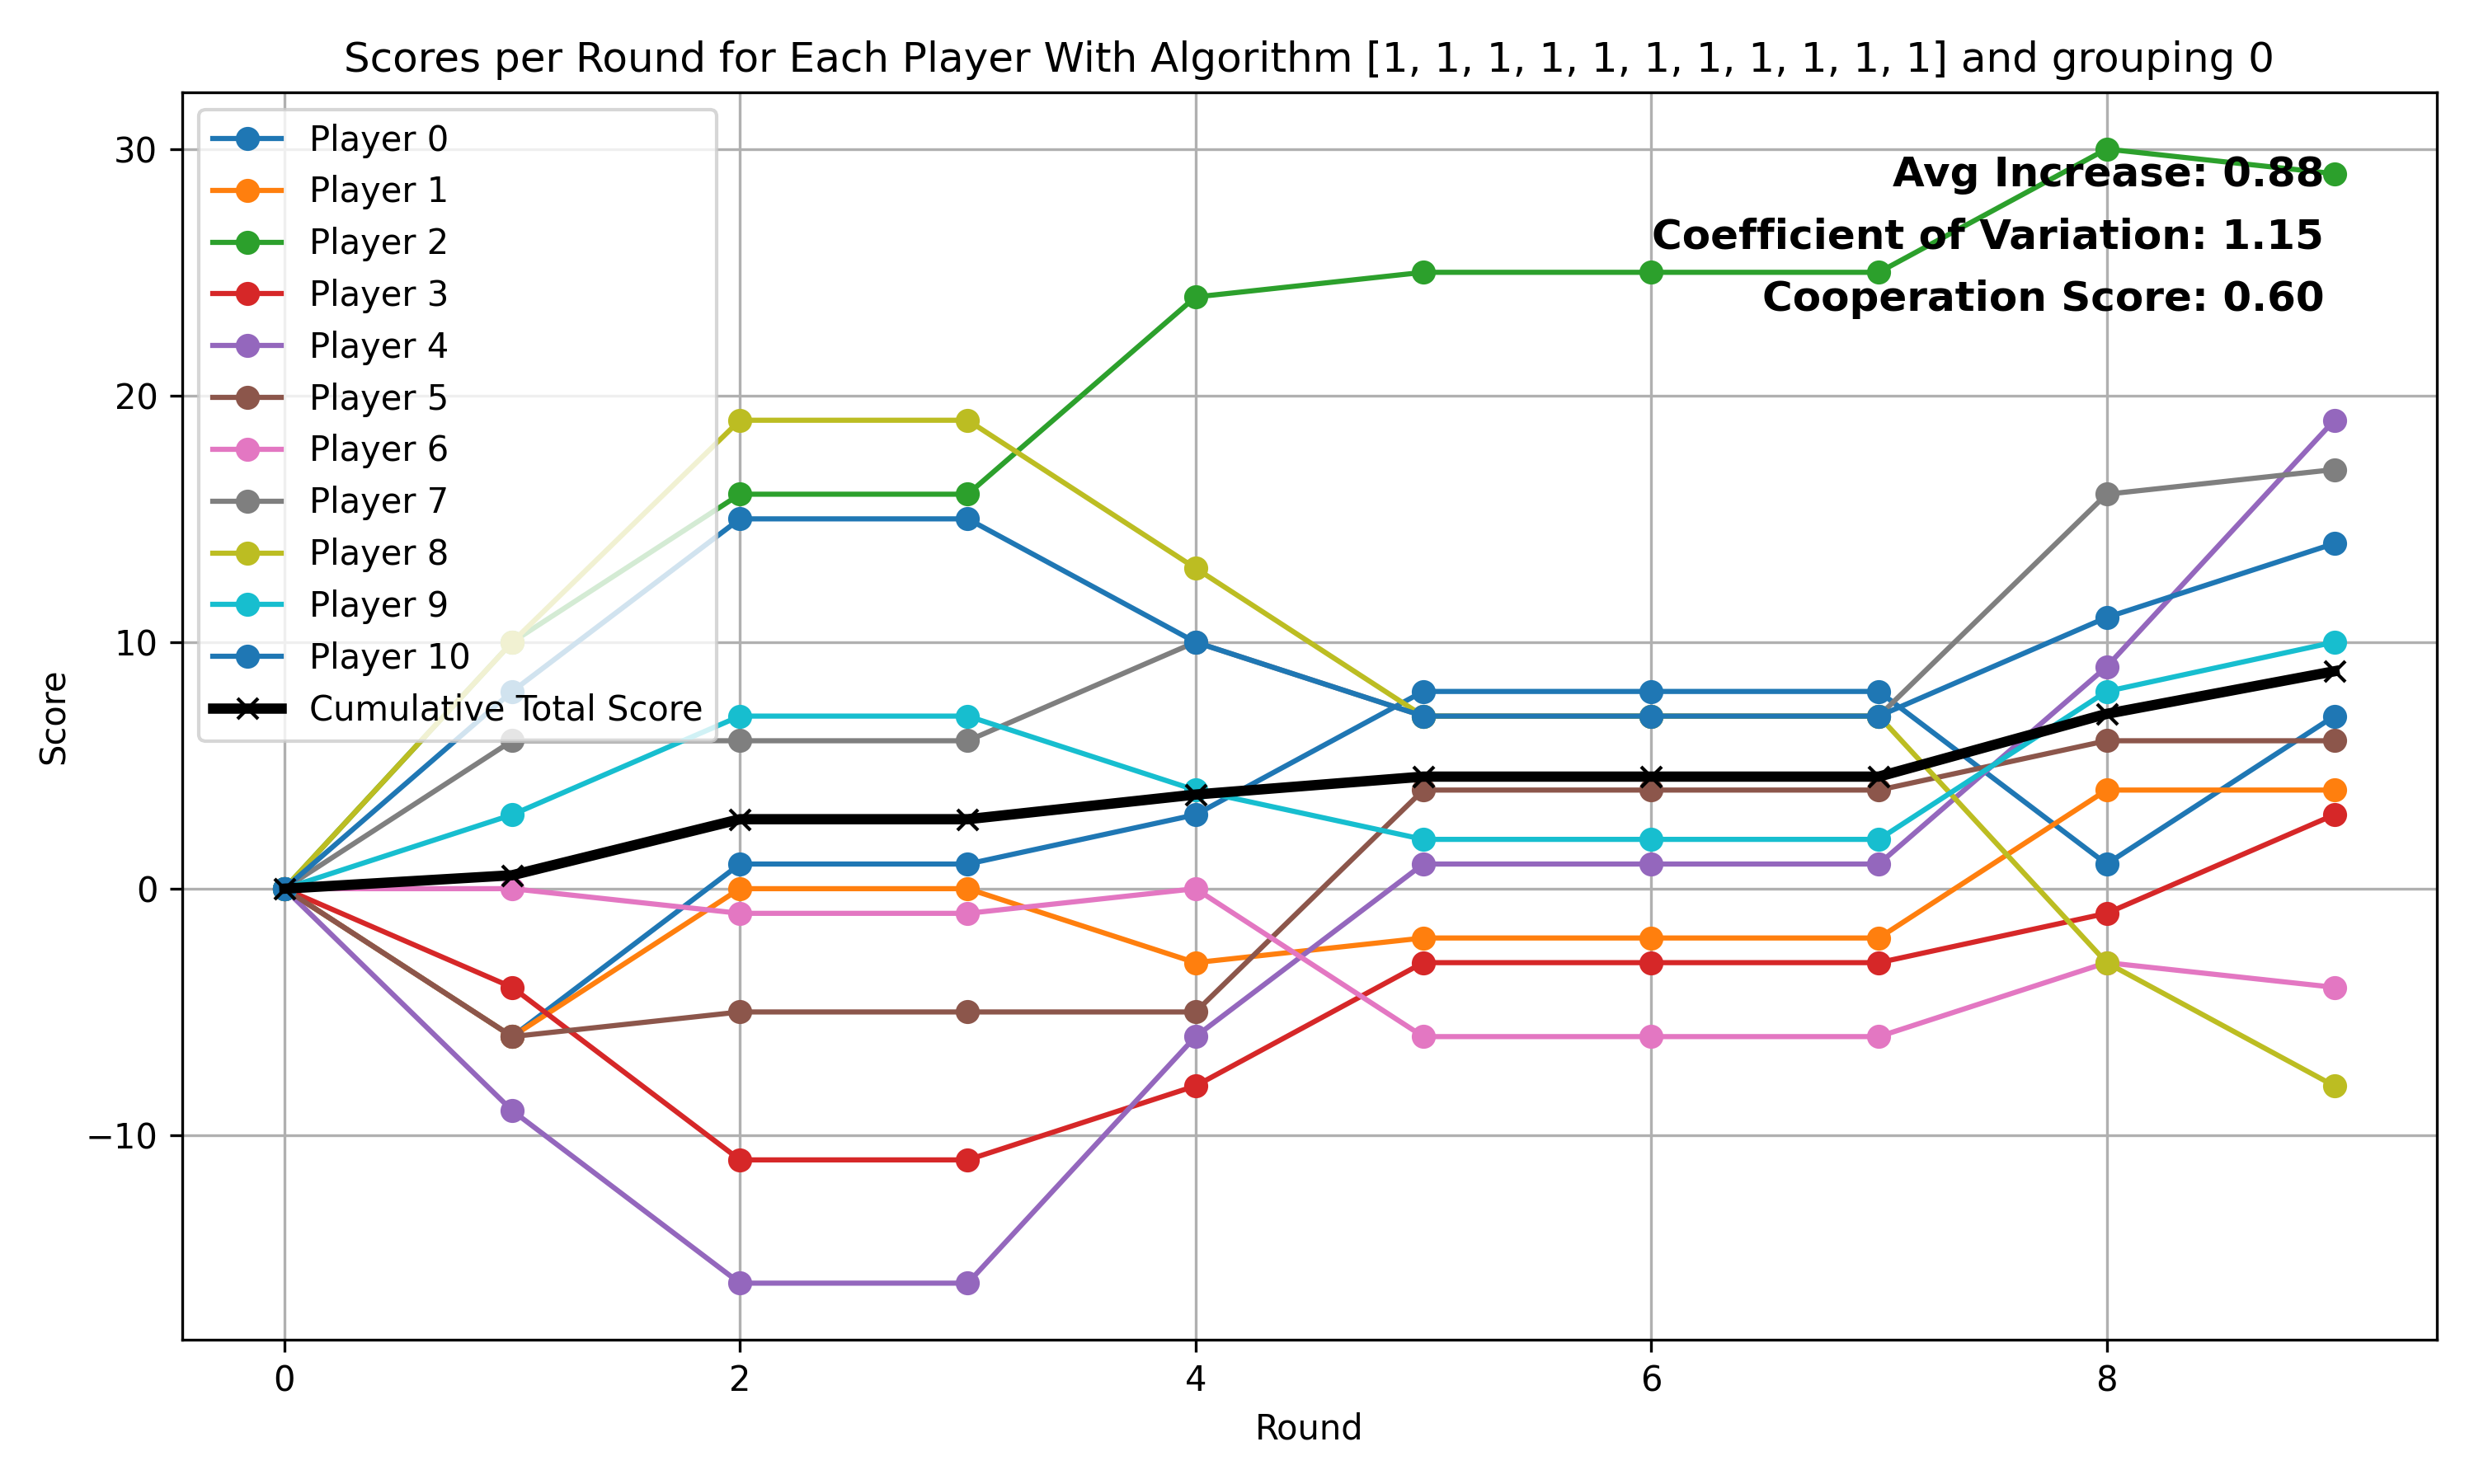 Scores per Round for Each Player With Algorithm [1, 1, 1, 1, 1, 1, 1, 1, 1, 1, 1] and grouping 0
Player 0
Player 1
Player 2
Player 3
Player 4
Player 5
Player 6
Player 7
Player 8
Player 9
Player 10
Cumulative Total Score
Avg Increase: 0.88
Coefficient of Variation: 1.15
Cooperation Score: 0.60
Score
30
20
10
0
−10
0 2 4 6 8
Round